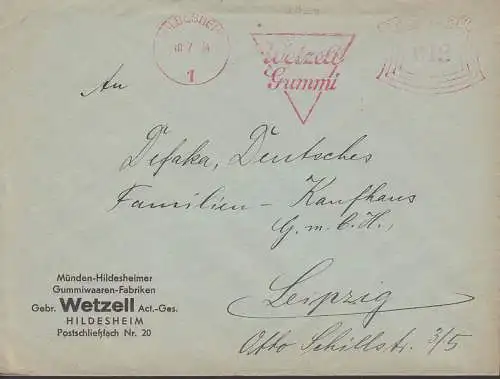 HILDESHEIM
1
Wetzell
Gummi
An
Defaka, Deutsches
Familien - Kaufhaus
G.m.b.H.,
Leipzig
Otto Schillstr. 3/5
Münden-Hildesheimer
Gummiwaaren-Fabriken
Gebr. Wetzell Act.-Ges.
HILDESHEIM
Postschließfach Nr. 20